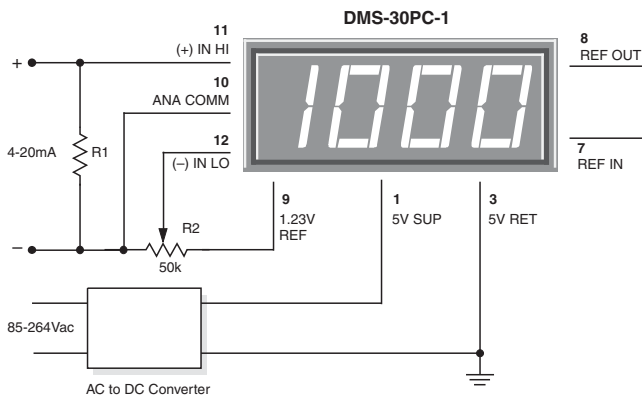 DMS-30PC-1
11
(+) IN HI
8
REF OUT
+
10
ANA COMM
1000
4-20mA
R1
12
(–) IN LO
7
REF IN
9
1.23V
REF
1
5V SUP
3
5V RET
R2
–
50k
85-264Vac
AC to DC Converter